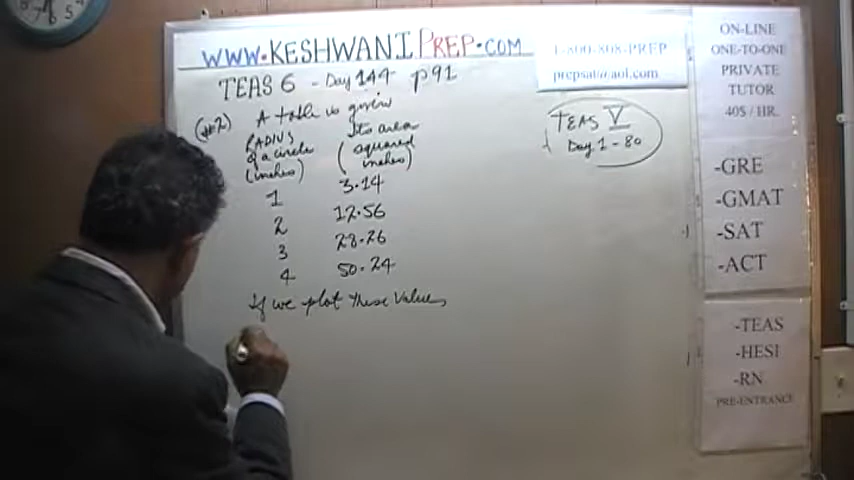 WWW.KESHWANIPREP.COM
1-800-808-PREP
prepsat@aol.com
TEAS 6 - Day 144 p91
(#2) A table is given
RADIUS of a circle (inches)
Its area (squared inches)
1 3.14
2 12.56
3 28.26
4 50.24
If we plot these values,
TEAS V
Day 1-80
ON-LINE
ONE-TO-ONE
PRIVATE
TUTOR
40$ / HR.
-GRE
-GMAT
-SAT
-ACT
-TEAS
-HESI
-RN
PRE-ENTRANCE